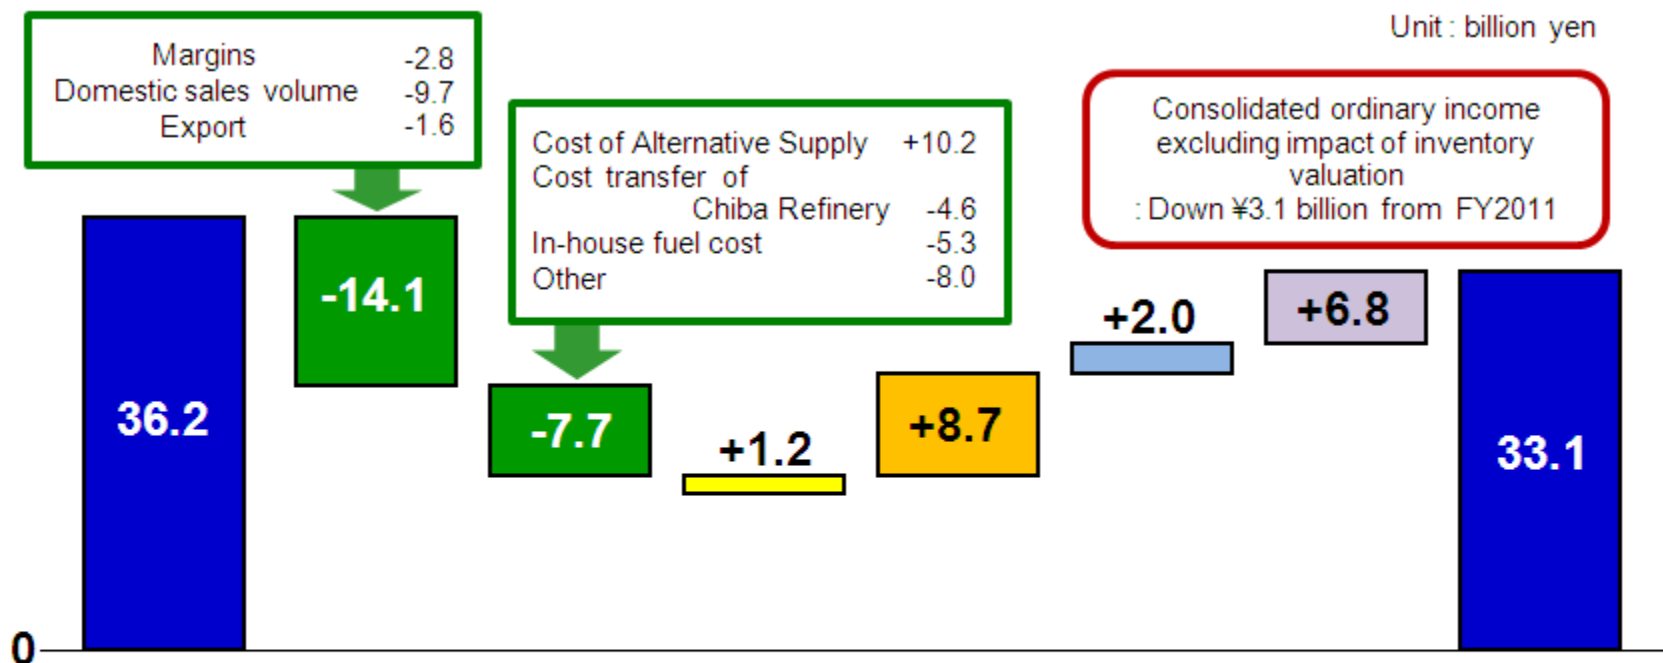 Unit : billion yen
Margins -2.8
Domestic sales volume -9.7
Export -1.6
Cost of Alternative Supply +10.2
Cost transfer of
Chiba Refinery -4.6
In-house fuel cost -5.3
Other -8.0
Consolidated ordinary income
excluding impact of inventory
valuation
: Down ¥3.1 billion from FY2011
36.2
-14.1
-7.7
+1.2
+8.7
+2.0
+6.8
33.1
0